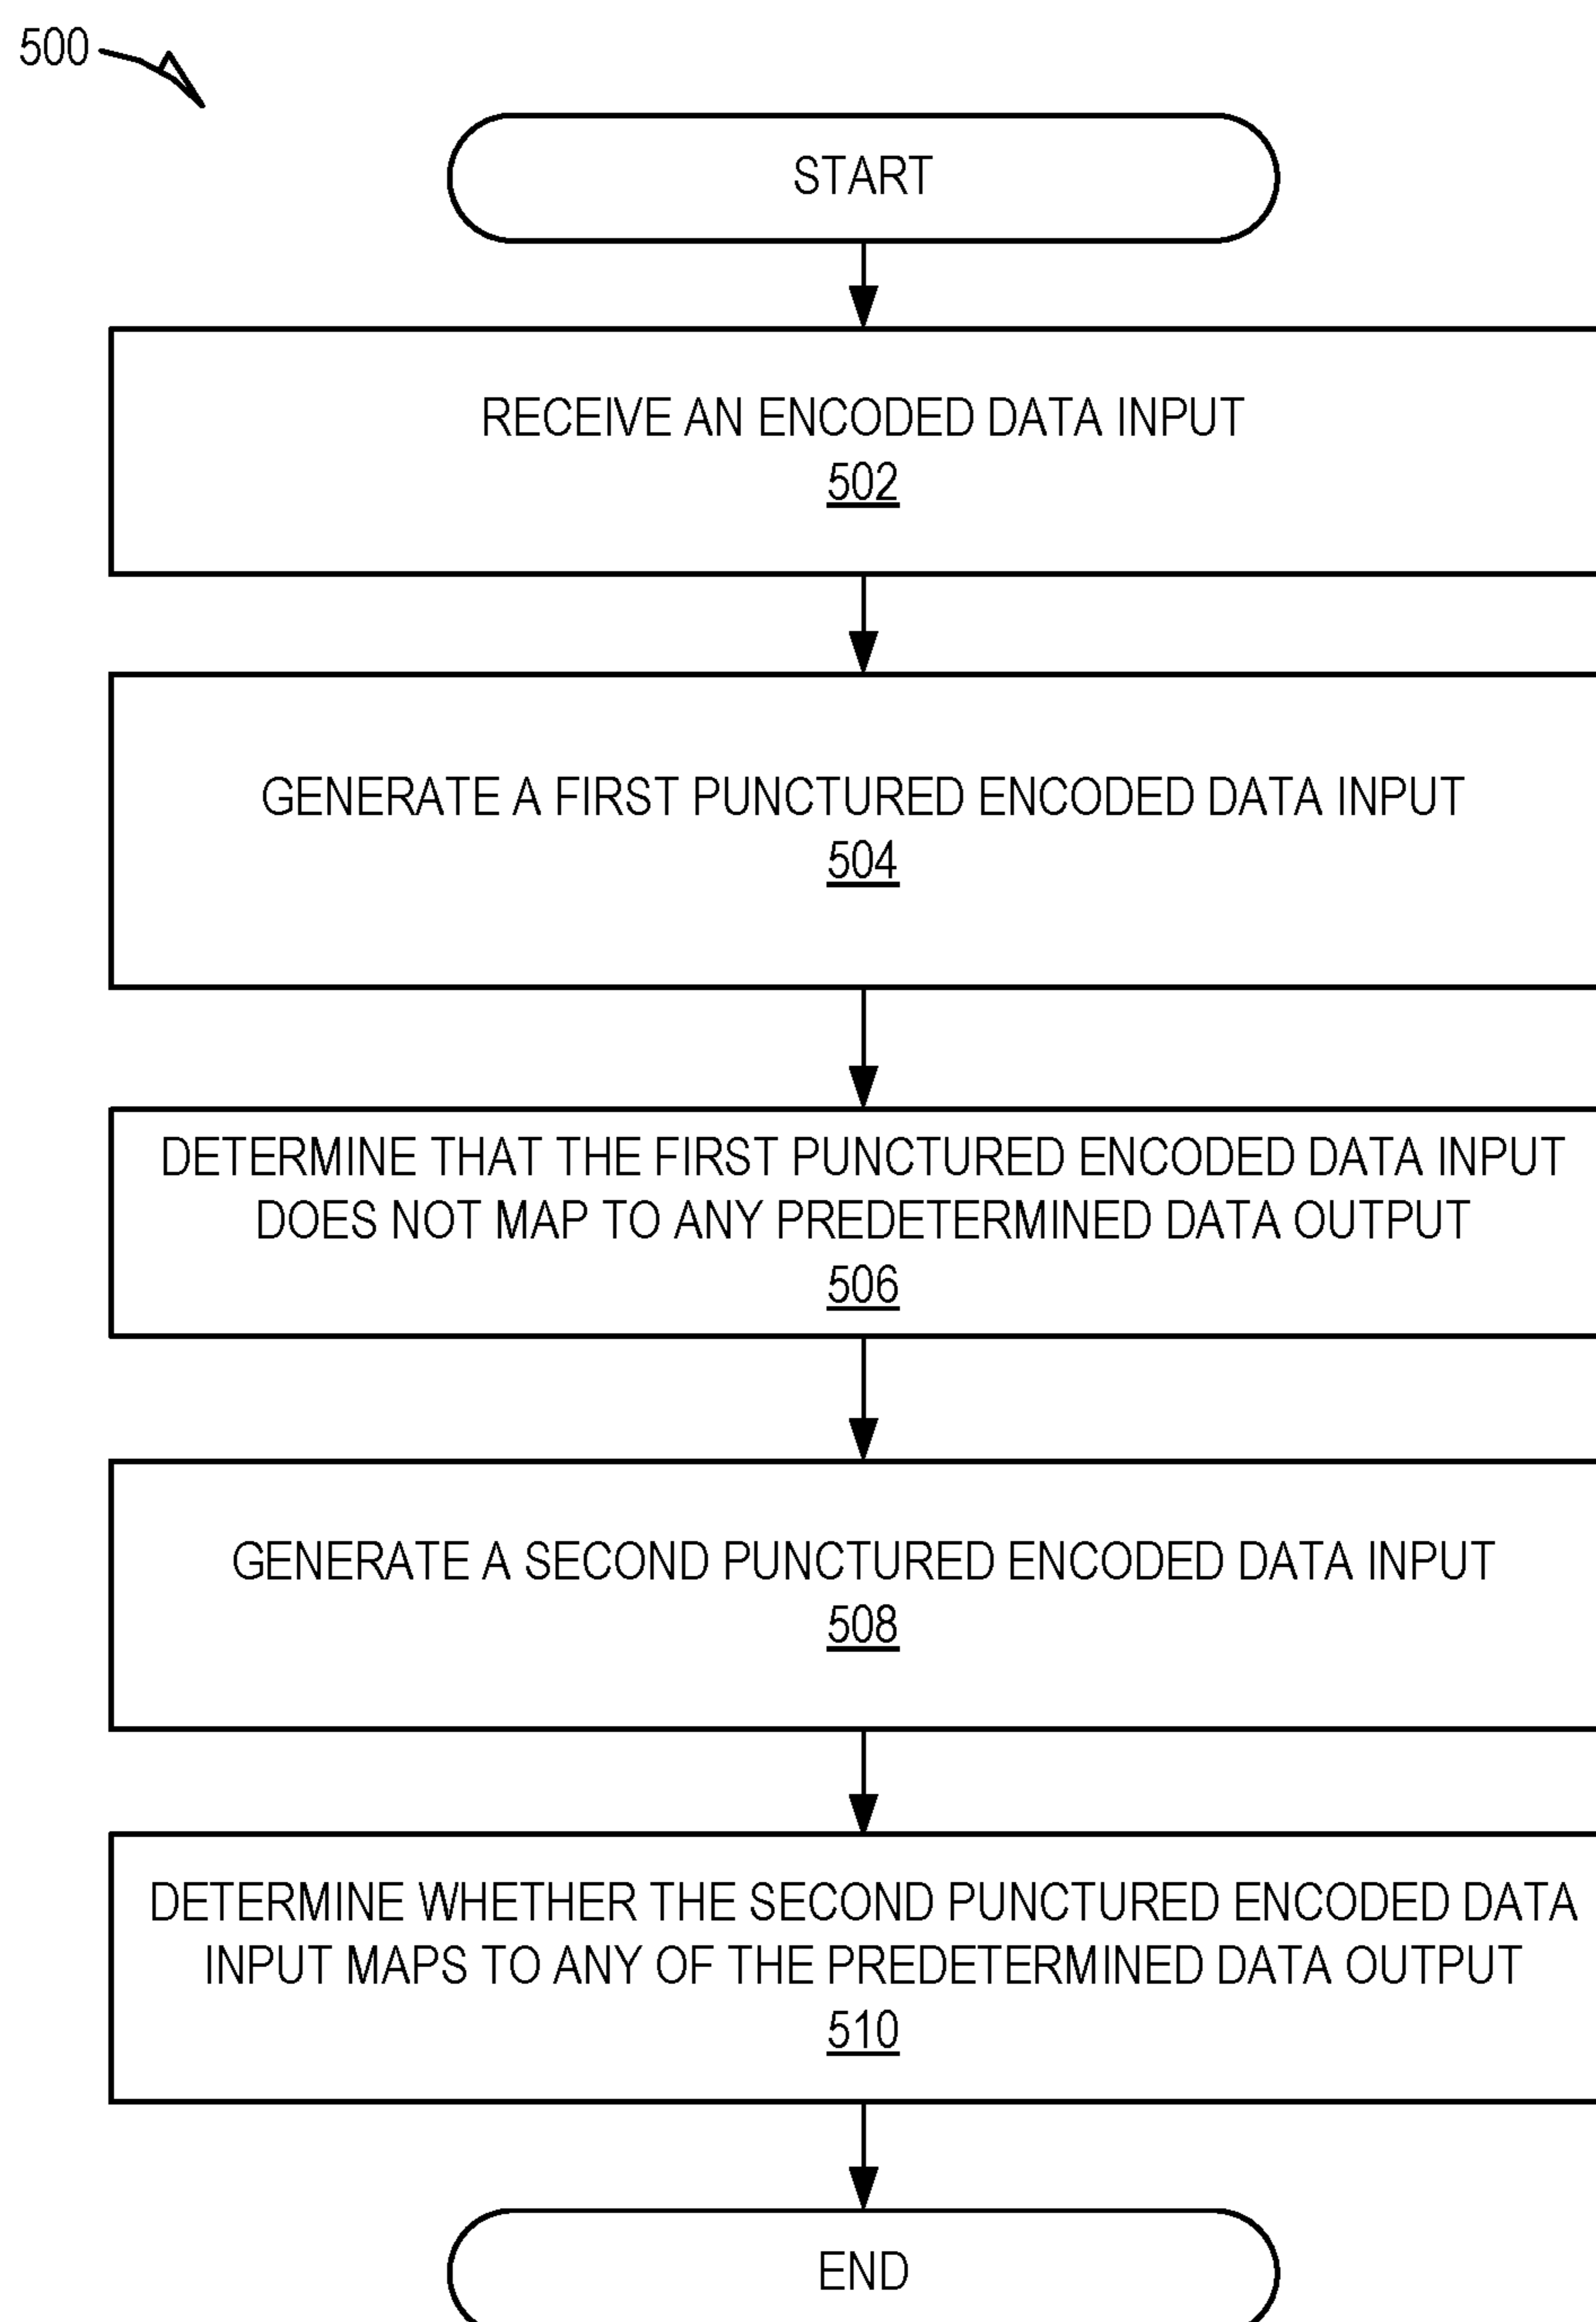 500
START
RECEIVE AN ENCODED DATA INPUT
502
GENERATE A FIRST PUNCTURED ENCODED DATA INPUT
504
DETERMINE THAT THE FIRST PUNCTURED ENCODED DATA INPUT
DOES NOT MAP TO ANY PREDETERMINED DATA OUTPUT
506
GENERATE A SECOND PUNCTURED ENCODED DATA INPUT
508
DETERMINE WHETHER THE SECOND PUNCTURED ENCODED DATA
INPUT MAPS TO ANY OF THE PREDETERMINED DATA OUTPUT
510
END